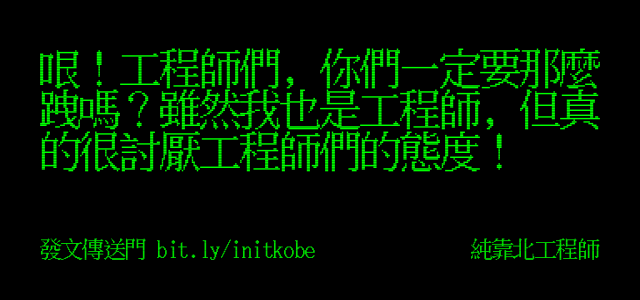 哏！工程師們，你們一定要那麼
跩嗎？雖然我也是工程師，但真
的很討厭工程師們的態度！
發文傳送門 bit.ly/initkobe
純靠北工程師